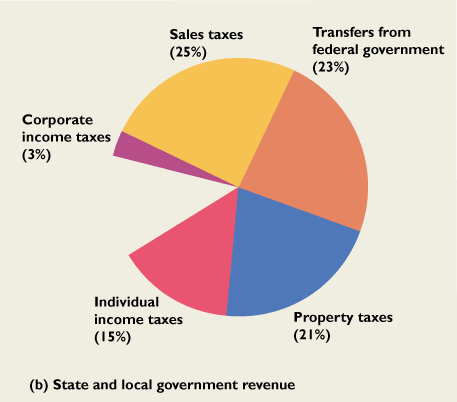 Sales taxes
(25%)
Transfers from
federal government
(23%)
Corporate
income taxes
(3%)
Individual
income taxes
(15%)
Property taxes
(21%)
(b) State and local government revenue